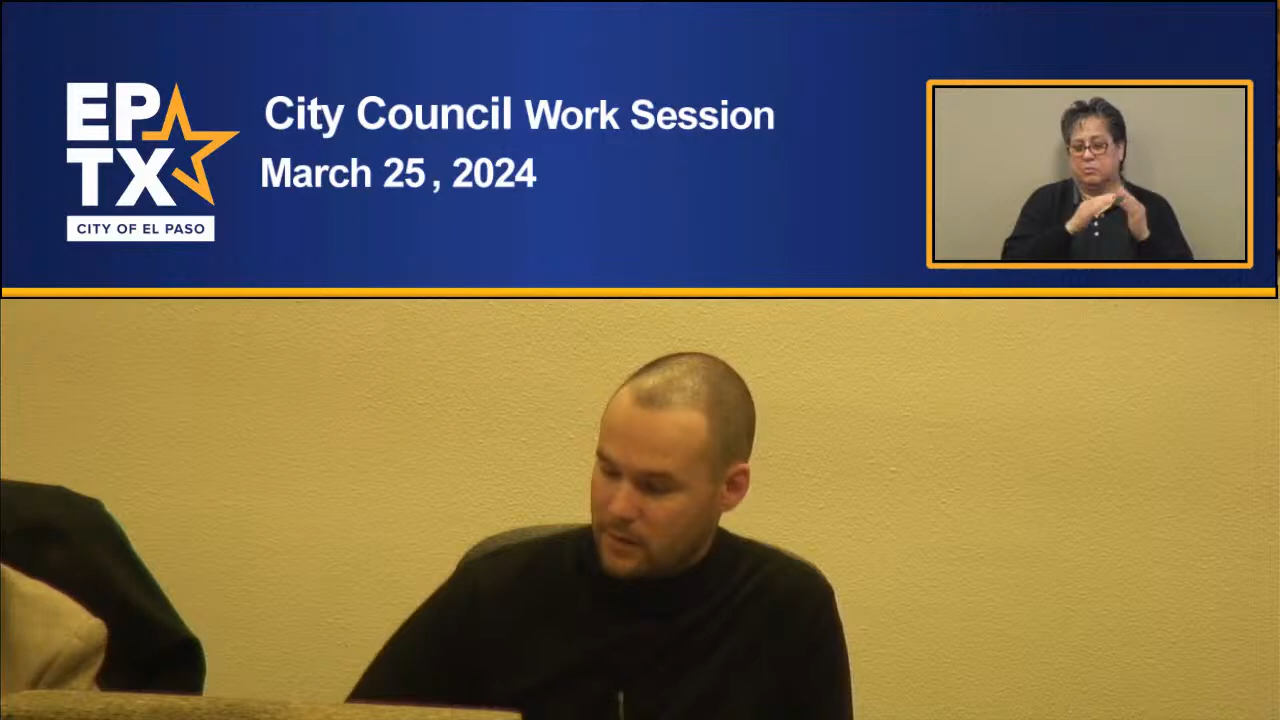 EP
TX
CITY OF EL PASO
City Council Work Session
March 25, 2024